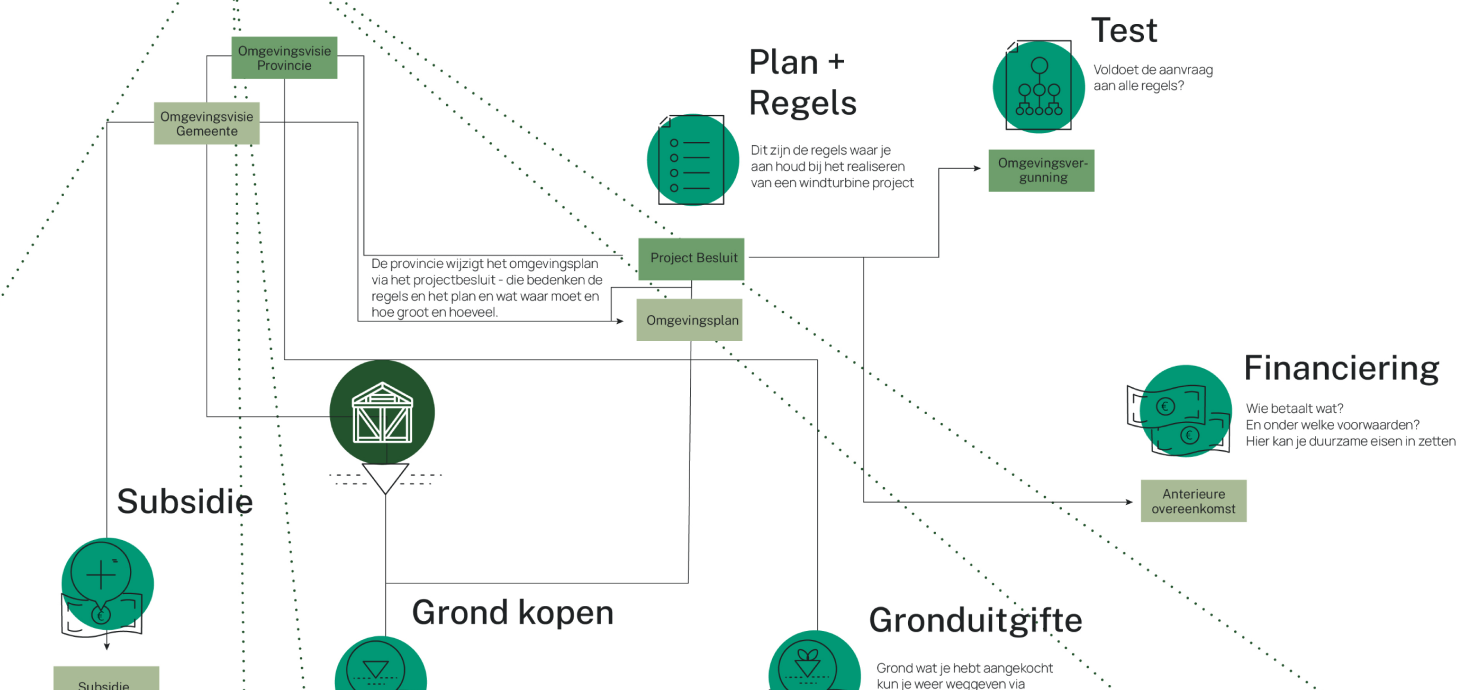 Omgevingsvisie
Provincie
Omgevingsvisie
Gemeente
Plan +
Regels
Dit zijn de regels waar je
aan houd bij het realiseren
van een windturbine project
Test
Voldoet de aanvraag
aan alle regels?
Omgevingsver-
gunning
Project Besluit
De provincie wijzigt het omgevingsplan
via het projectbesluit - die bedenken de
regels en het plan en wat waar moet en
hoe groot en hoeveel.
Omgevingsplan
Financiering
Wie betaalt wat?
En onder welke voorwaarden?
Hier kan je duurzame eisen in zetten
€
€
Anterieure
overeenkomst
Subsidie
€
Subsidie
Grond kopen
Gronduitgifte
Grond wat je hebt aangekocht
kun je weer weggeven via